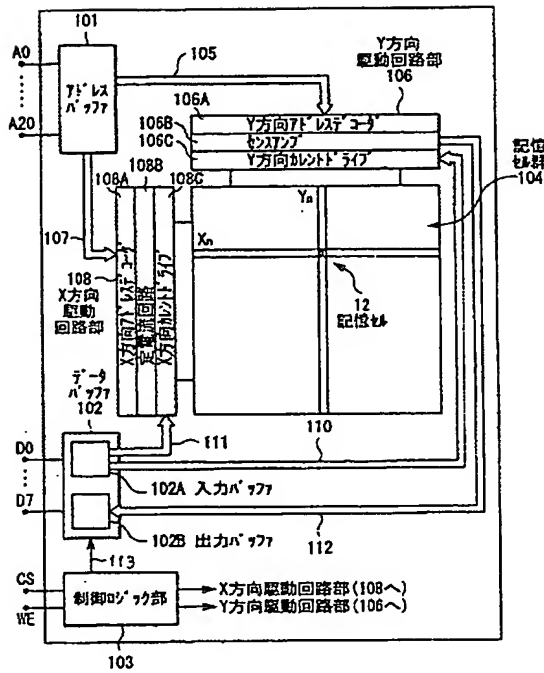 101
105
A0
A20
アドレス
バッファ
Y方向
駆動回路部
106
106A
106B
106C
Y方向アドレスデコーダ
センスアンプ
Y方向カレントドライブ
107
108A
108B
108C
X方向アドレスデコーダ
定電流回路
X方向カレントドライブ
108
X方向
駆動
回路部
Yn
Xn
記憶
セル群
104
12
記憶セル
データ
バッファ
102
111
110
D0
D7
102A 入力バッファ
102B 出力バッファ
112
113
CS
WE
制御ロジック部
103
X方向駆動回路部(108へ)
Y方向駆動回路部(106へ)